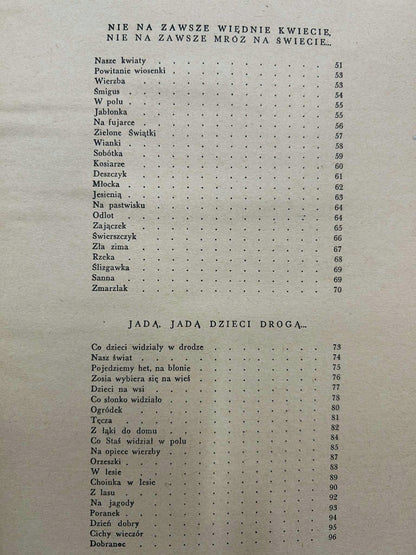 NIE NA ZAWSZE WIĘDNIE KWIECIE,
NIE NA ZAWSZE MRÓZ NA ŚWIECIE...
Nasze kwiaty . . . . . . . . . . 51
Powitanie wiosenki . . . . . . . . . . 53
Wierzba . . . . . . . . . . 53
Śmigus . . . . . . . . . . 54
W polu . . . . . . . . . . 55
Jabłonka . . . . . . . . . . 55
Na fujarce . . . . . . . . . . 56
Zielone Świątki . . . . . . . . . . 57
Wianki . . . . . . . . . . 58
Sobótka . . . . . . . . . . 59
Kosiarze . . . . . . . . . . 60
Deszczyk . . . . . . . . . . 61
Młocka . . . . . . . . . . 62
Jesienią . . . . . . . . . . 63
Na pastwisku . . . . . . . . . . 64
Odlot . . . . . . . . . . 64
Zajączek . . . . . . . . . . 65
Świerszczyk . . . . . . . . . . 66
Zła zima . . . . . . . . . . 67
Rzeka . . . . . . . . . . 68
Ślizgawka . . . . . . . . . . 69
Sanna . . . . . . . . . . 69
Zmarzlak . . . . . . . . . . 70
JADĄ, JADĄ DZIECI DROGĄ...
Co dzieci widziały w drodze . . . . . . . . 73
Nasz świat . . . . . . . . . . 74
Pojedziemy het, na błonie . . . . . . . . 75
Zosia wybiera się na wieś . . . . . . . . 76
Dzieci na wsi . . . . . . . . . . 77
Co słonko widziało . . . . . . . . . . 78
Ogródek . . . . . . . . . . 80
Tęcza . . . . . . . . . . 81
Z łąki do domu . . . . . . . . . . 82
Co Staś widział w polu . . . . . . . . 84
Na opiece wierzby . . . . . . . . . . 85
Orzeszki . . . . . . . . . . 87
W lesie . . . . . . . . . . 88
Choinka w lesie . . . . . . . . . . 89
Z lasu . . . . . . . . . . 90
Na jagody . . . . . . . . . . 92
Poranek . . . . . . . . . . 93
Dzień dobry . . . . . . . . . . 94
Cichy wieczór . . . . . . . . . . 95
Dobranoc . . . . . . . . . . 96